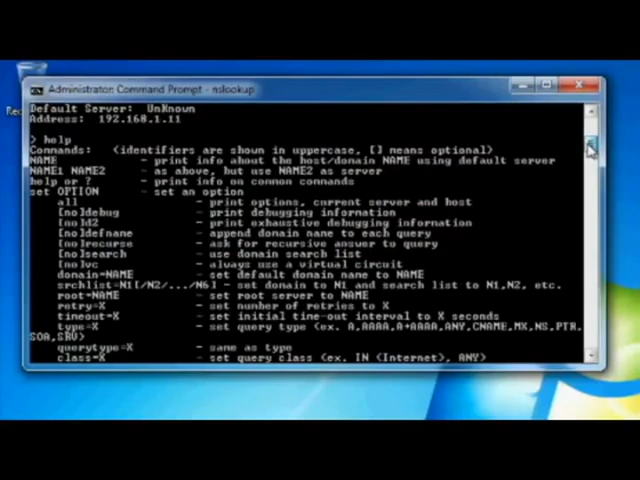 Administrator: Command Prompt - nslookup
Default Server:  UnKnown
Address:  192.168.1.11
> help
Commands:   (identifiers are shown in uppercase, [] means optional)
NAME            - print info about the host/domain NAME using default server
NAME1 NAME2     - as above, but use NAME2 as server
help or ?       - print info on common commands
set OPTION      - set an option
all                 - print options, current server and host
[no]debug           - print debugging information
[no]d2              - print exhaustive debugging information
[no]defname         - append domain name to each query
[no]recurse         - ask for recursive answer to query
[no]search          - use domain search list
[no]vc              - always use a virtual circuit
domain=NAME         - set default domain name to NAME
srchlist=N1[/N2/.../N6] - set domain to N1 and search list to N1,N2, etc.
root=NAME           - set root server to NAME
retry=X             - set number of retries to X
timeout=X           - set initial time-out interval to X seconds
type=X              - set query type (ex. A,AAAA,A+AAAA,ANY,CNAME,MX,NS,PTR,
SOA,SRV)
querytype=X         - same as type
class=X             - set query class (ex. IN (Internet), ANY)